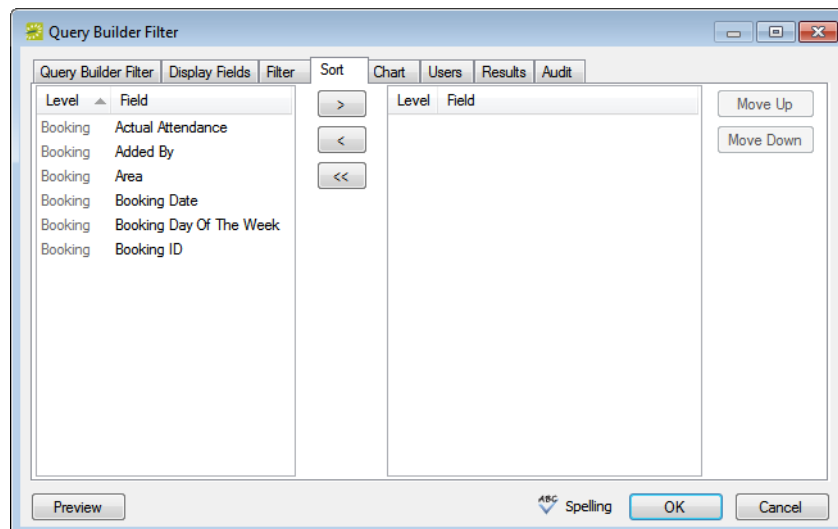 Query Builder Filter
Query Builder Filter Display Fields Filter Sort Chart Users Results Audit
Level Field
Booking Actual Attendance
Booking Added By
Booking Area
Booking Booking Date
Booking Booking Day Of The Week
Booking Booking ID
>
<
<<
Level Field
Move Up
Move Down
Preview
ABC Spelling
OK
Cancel